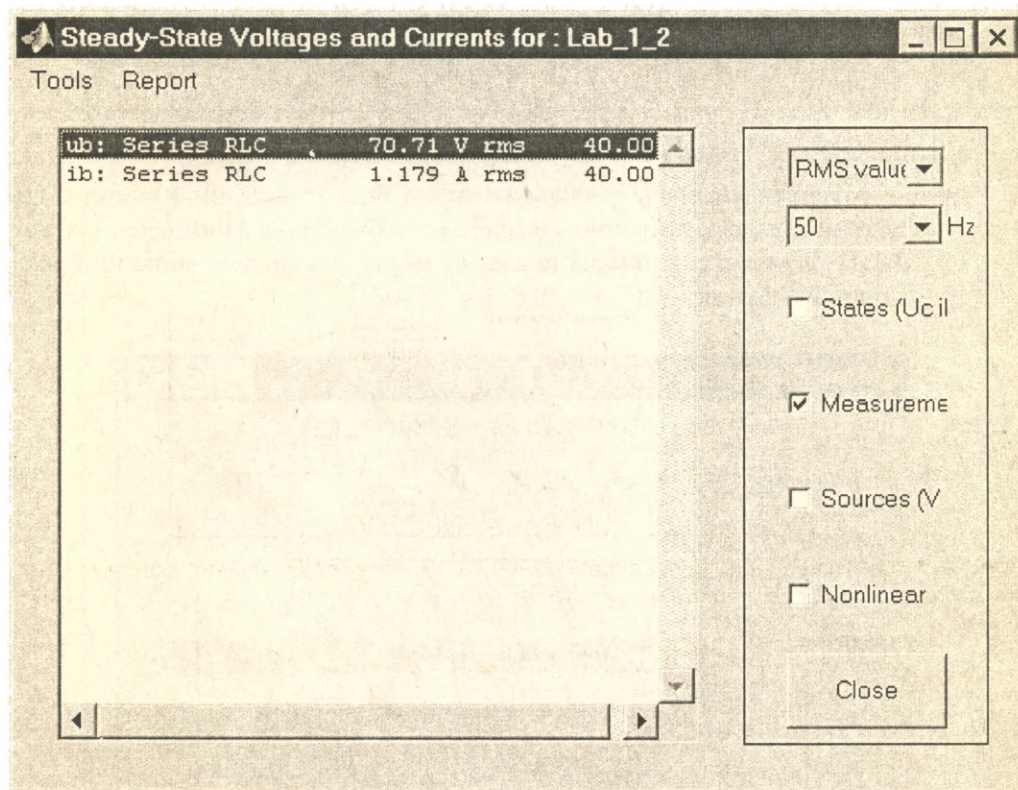 Steady-State Voltages and Currents for : Lab_1_2
Tools Report
ub: Series RLC 70.71 V rms 40.00
ib: Series RLC 1.179 A rms 40.00
RMS valu
50 Hz
States (Uc il
Measureme
Sources (V
Nonlinear
Close